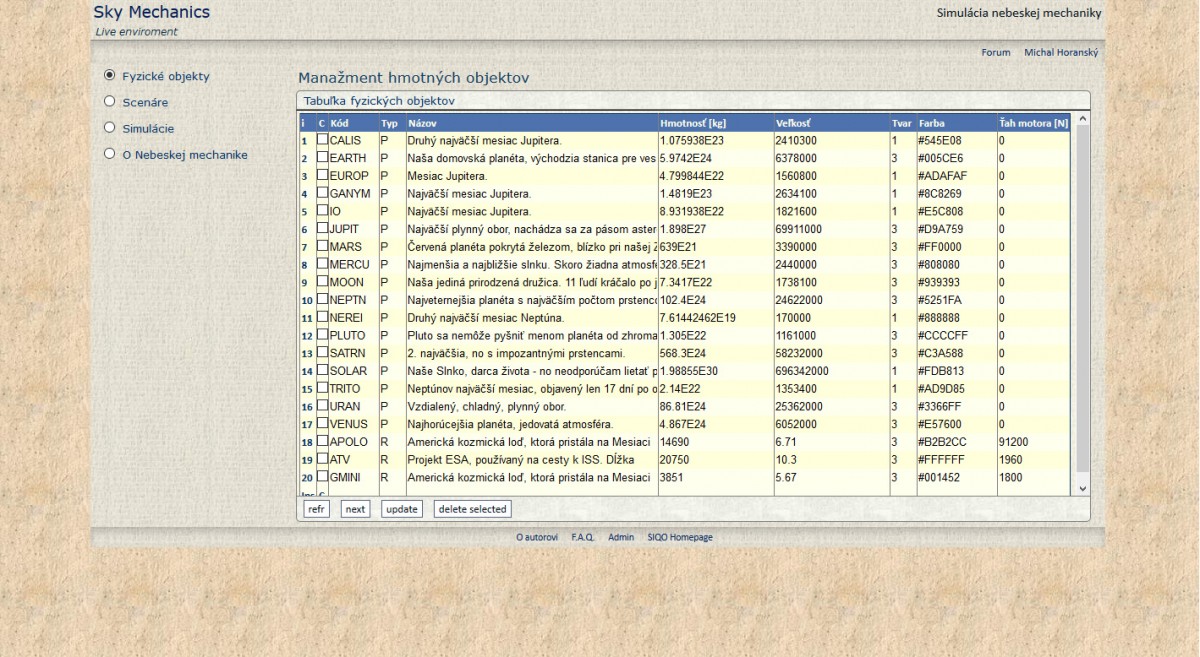 Sky Mechanics
Simulácia nebeskej mechaniky
Live enviroment
Forum Michal Horanský
Fyzické objekty
Scenáre
Simulácie
O Nebeskej mechanike
Manažment hmotných objektov
Tabuľka fyzických objektov
i C Kód Typ Názov Hmotnosť [kg] Veľkosť Tvar Farba Ťah motora [N]
1 CALIS P Druhý najväčší mesiac Jupitera. 1.075938E23 2410300 1 #545E08 0
2 EARTH P Naša domovská planéta, východzia stanica pre ves 5.9742E24 6378000 3 #005CE6 0
3 EUROP P Mesiac Jupitera. 4.799844E22 1560800 1 #ADAFAF 0
4 GANYM P Najväčší mesiac Jupitera. 1.4819E23 2634100 1 #8C8269 0
5 IO P Najväčší mesiac Jupitera. 8.931938E22 1821600 1 #E5C808 0
6 JUPIT P Najväčší plynný obor, nachádza sa za pásom aster 1.898E27 69911000 3 #D9A759 0
7 MARS P Červená planéta pokrytá železom, blízko pri našej Z 639E21 3390000 3 #FF0000 0
8 MERCU P Najmenšia a najbližšie slnku. Skoro žiadna atmosfé 328.5E21 2440000 3 #808080 0
9 MOON P Naša jediná prirodzená družica. 11 ľudí kráčalo po j 7.3417E22 1738100 3 #939393 0
10 NEPTN P Najveternejšia planéta s najväčším počtom prstenco 102.4E24 24622000 3 #5251FA 0
11 NEREI P Druhý najväčší mesiac Neptúna. 7.61442462E19 170000 1 #888888 0
12 PLUTO P Pluto sa nemôže pyšniť menom planéta od zhroma 1.305E22 1161000 3 #CCCCFF 0
13 SATRN P 2. najväčšia, no s impozantnými prstencami. 568.3E24 58232000 3 #C3A588 0
14 SOLAR P Naše Slnko, darca života - no neodporúčam lietať p 1.98855E30 696342000 1 #FDB813 0
15 TRITO P Neptúnov najväčší mesiac, objavený len 17 dní po o 2.14E22 1353400 1 #AD9D85 0
16 URAN P Vzdialený, chladný, plynný obor. 86.81E24 25362000 3 #3366FF 0
17 VENUS P Najhorúcejšia planéta, jedovatá atmosféra. 4.867E24 6052000 3 #E57600 0
18 APOLO R Americká kozmická loď, ktorá pristála na Mesiaci 14690 6.71 3 #B2B2CC 91200
19 ATV R Projekt ESA, používaný na cesty k ISS. Dĺžka 20750 10.3 3 #FFFFFF 1960
20 GMINI R Americká kozmická loď, ktorá pristála na Mesiaci 3851 5.67 3 #001452 1800
refr next update delete selected
O autorovi F.A.Q. Admin SIQO Homepage